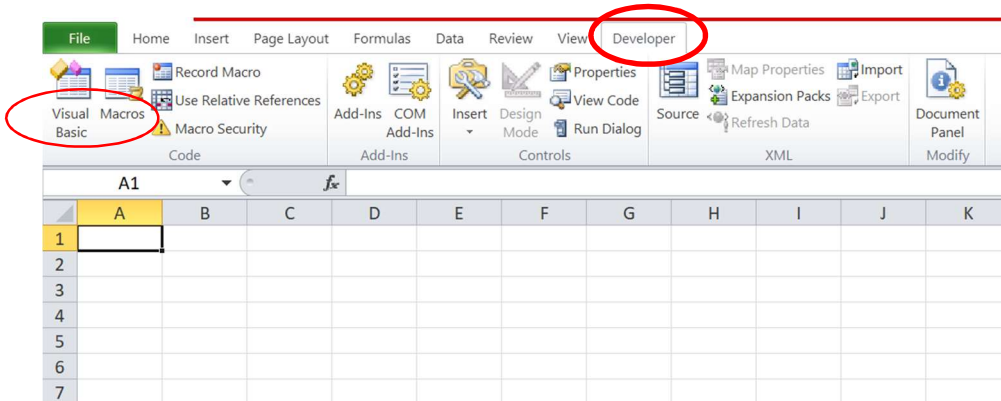 File Home Insert Page Layout Formulas Data Review View Developer
Visual Basic
Macros
Record Macro
Use Relative References
Macro Security
Code
Add-Ins
COM Add-Ins
Add-Ins
Insert
Design Mode
Properties
View Code
Run Dialog
Controls
Source
Map Properties
Expansion Packs
Refresh Data
Import
Export
XML
Document Panel
Modify
A1 fx
A B C D E F G H I J K
1
2
3
4
5
6
7